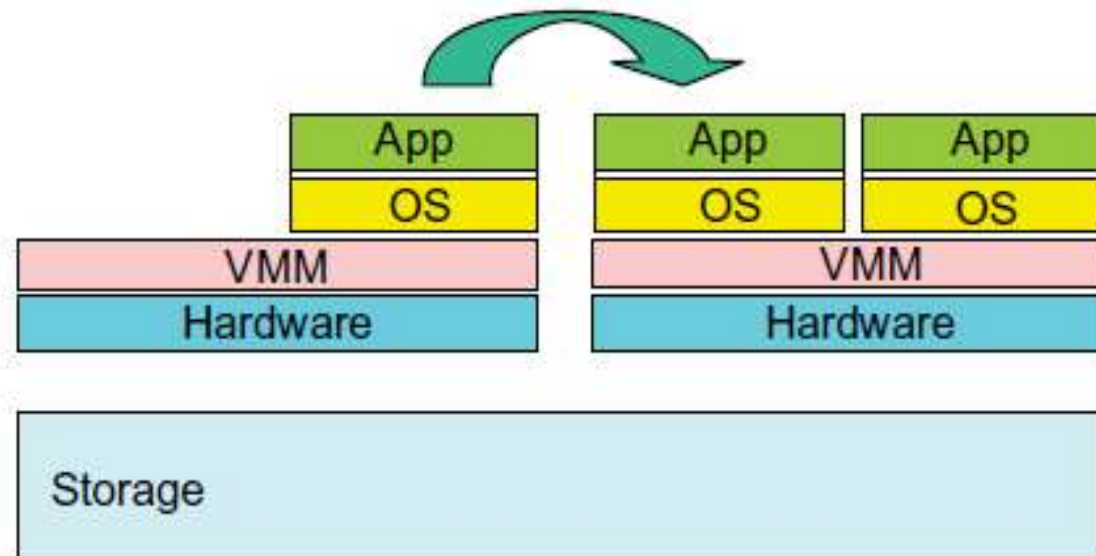 App App App
OS OS OS
VMM VMM
Hardware Hardware
Storage